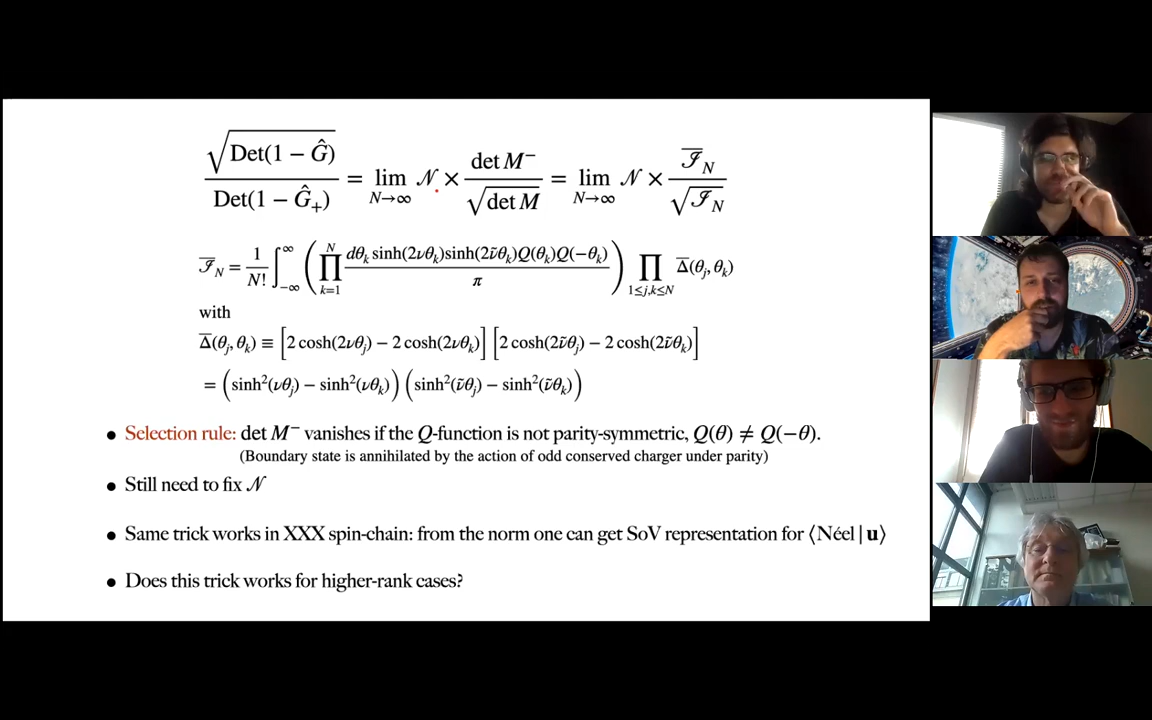 √Det(1 − Ĝ) / Det(1 − Ĝ₊) = lim_{N→∞} 𝒩 × det M⁻ / √det M = lim_{N→∞} 𝒩 × ℐ̅_N / √ℐ_N
ℐ̅_N = 1/N! ∫_{−∞}^{∞} ( ∏_{k=1}^{N} dθ_k sinh(2νθ_k)sinh(2ν̃θ_k)Q(θ_k)Q(−θ_k) / π ) ∏_{1≤j,k≤N} Δ̅(θ_j, θ_k)
with
Δ̅(θ_j, θ_k) ≡ [2 cosh(2νθ_j) − 2 cosh(2νθ_k)] [2 cosh(2ν̃θ_j) − 2 cosh(2ν̃θ_k)]
= (sinh²(νθ_j) − sinh²(νθ_k)) (sinh²(ν̃θ_j) − sinh²(ν̃θ_k))
• Selection rule: det M⁻ vanishes if the Q-function is not parity-symmetric, Q(θ) ≠ Q(−θ).
(Boundary state is annihilated by the action of odd conserved charger under parity)
• Still need to fix 𝒩
• Same trick works in XXX spin-chain: from the norm one can get SoV representation for ⟨Néel | u⟩
• Does this trick works for higher-rank cases?